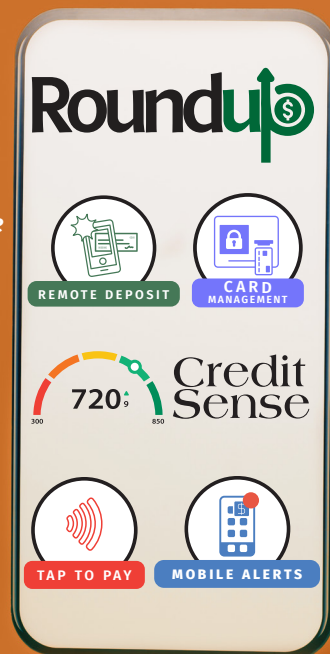 Roundup
$
REMOTE DEPOSIT
CARD
MANAGEMENT
720
9
300
850
Credit
Sense
$
TAP TO PAY
MOBILE ALERTS